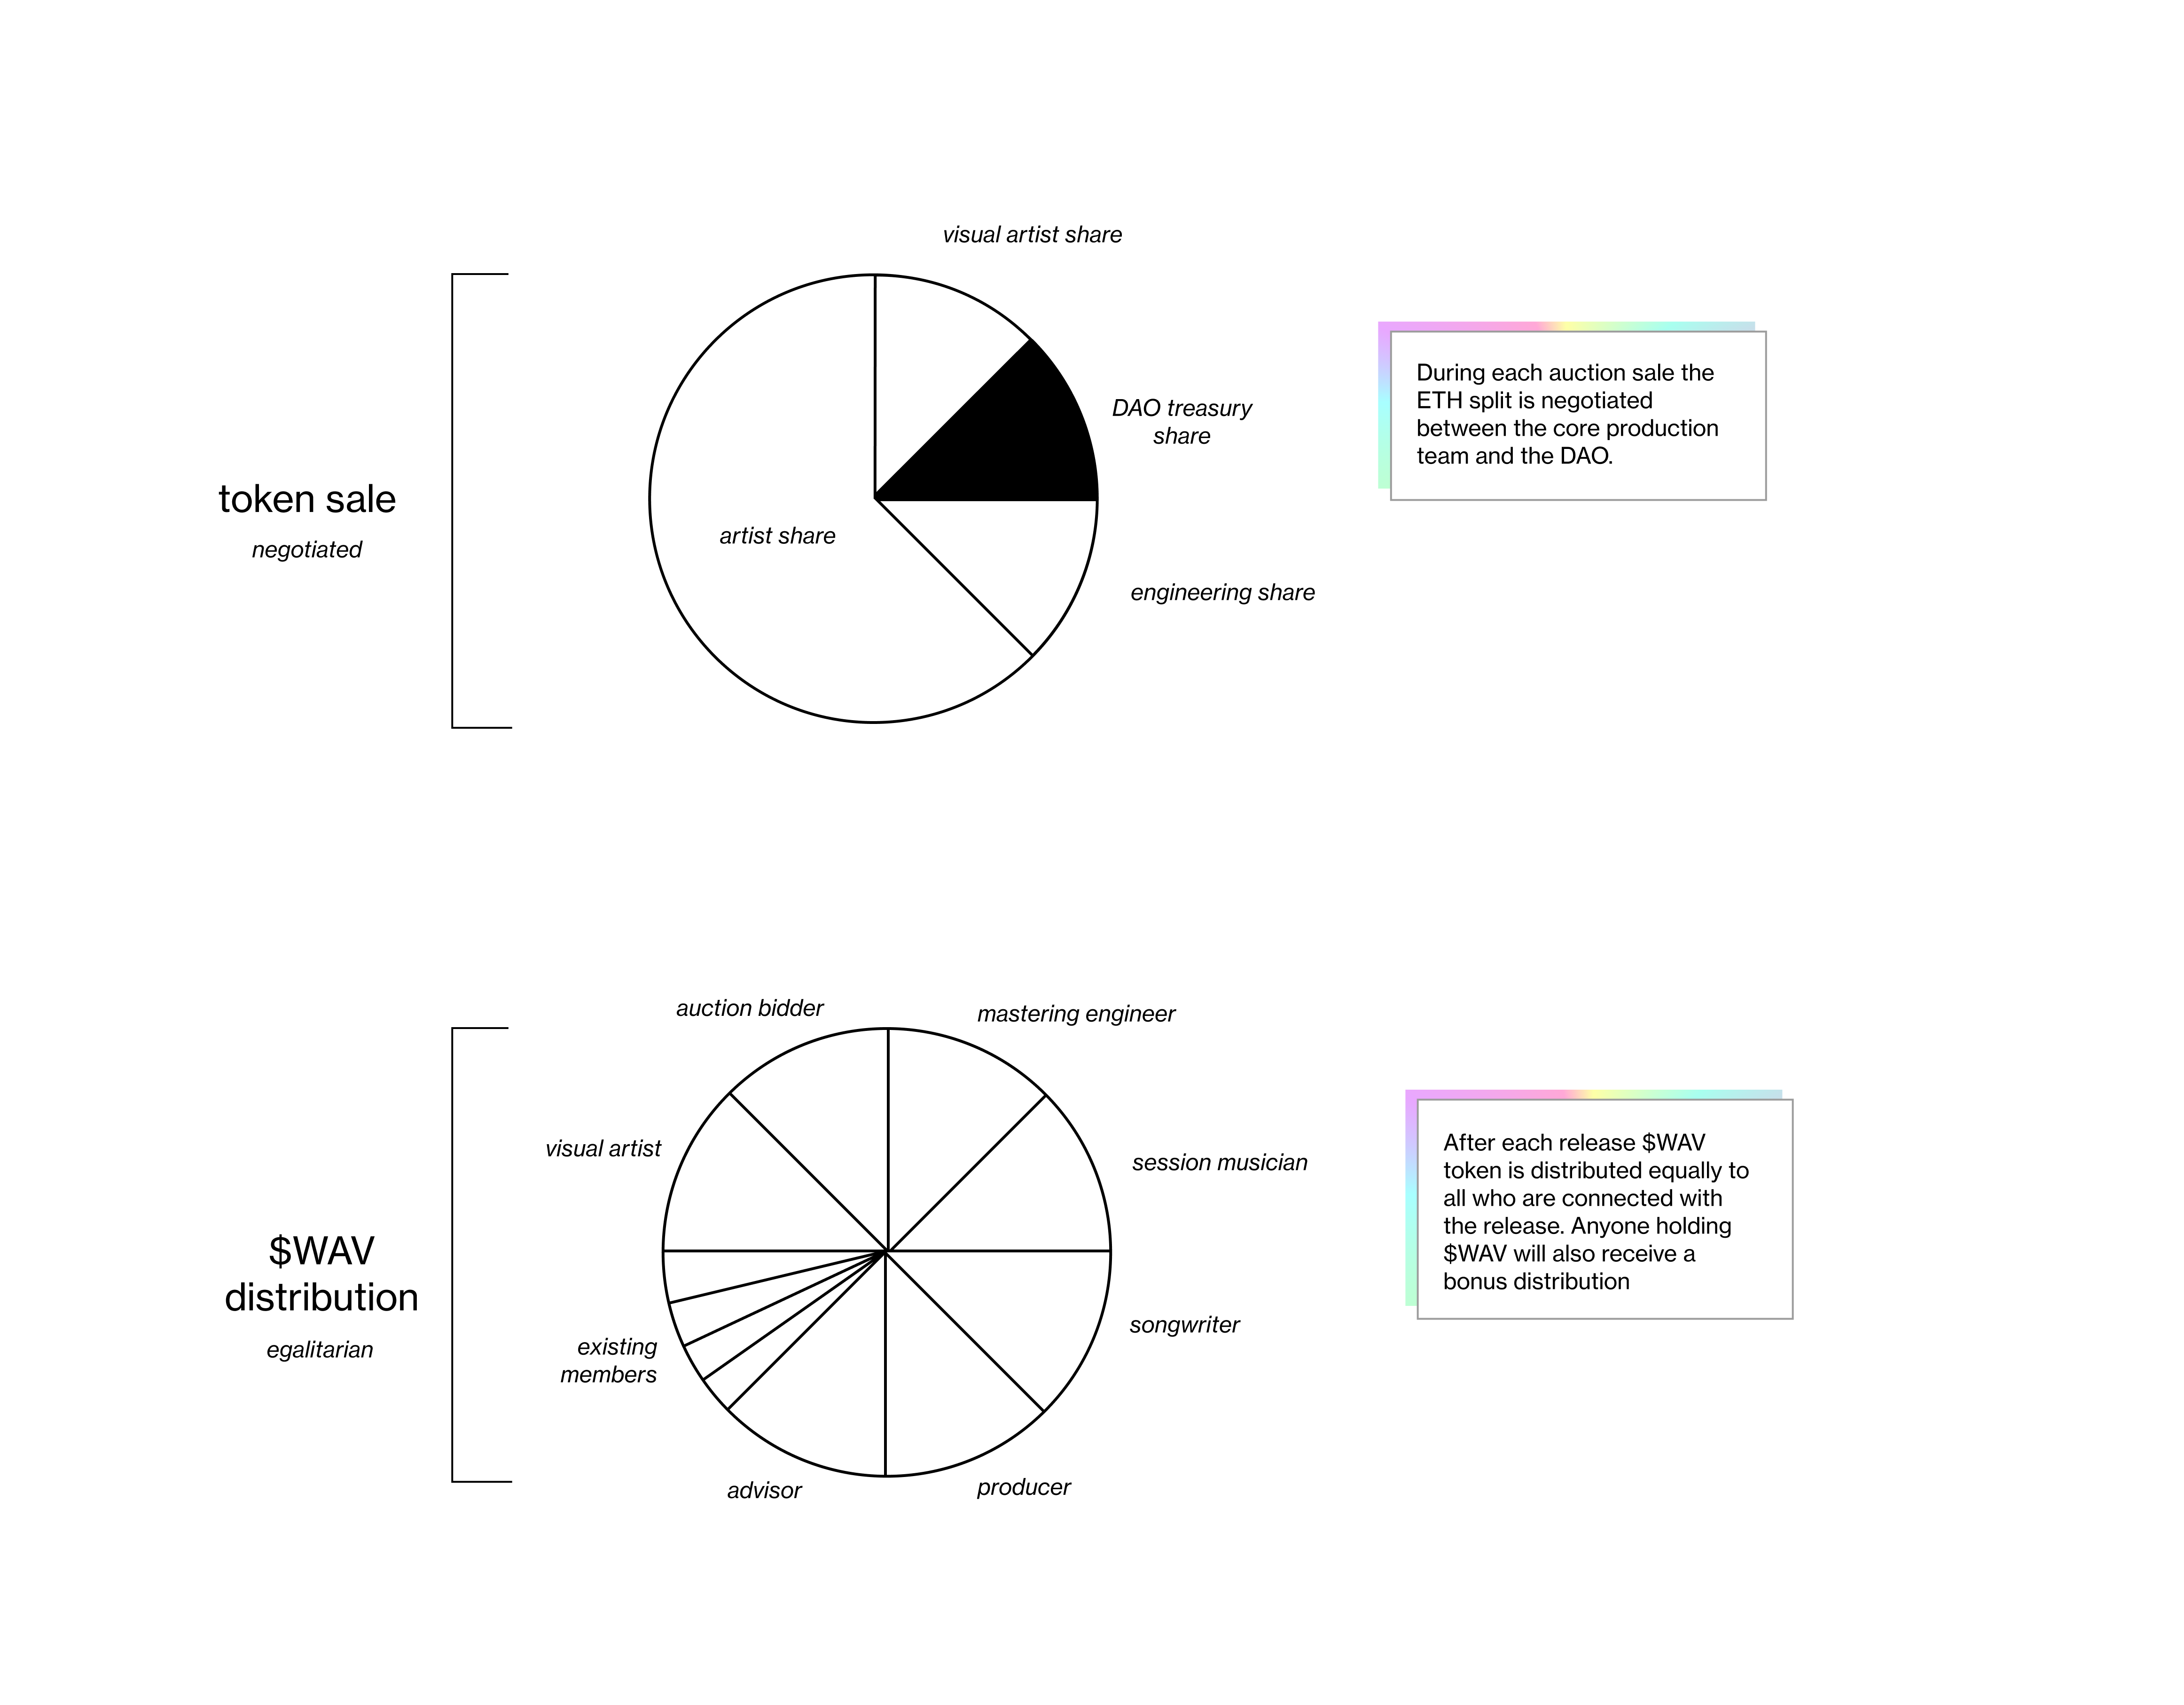 visual artist share
DAO treasury
share
engineering share
artist share
token sale
negotiated
During each auction sale the
ETH split is negotiated
between the core production
team and the DAO.
auction bidder
mastering engineer
visual artist
session musician
$WAV
distribution
egalitarian
songwriter
existing
members
advisor
producer
After each release $WAV
token is distributed equally to
all who are connected with
the release. Anyone holding
$WAV will also receive a
bonus distribution